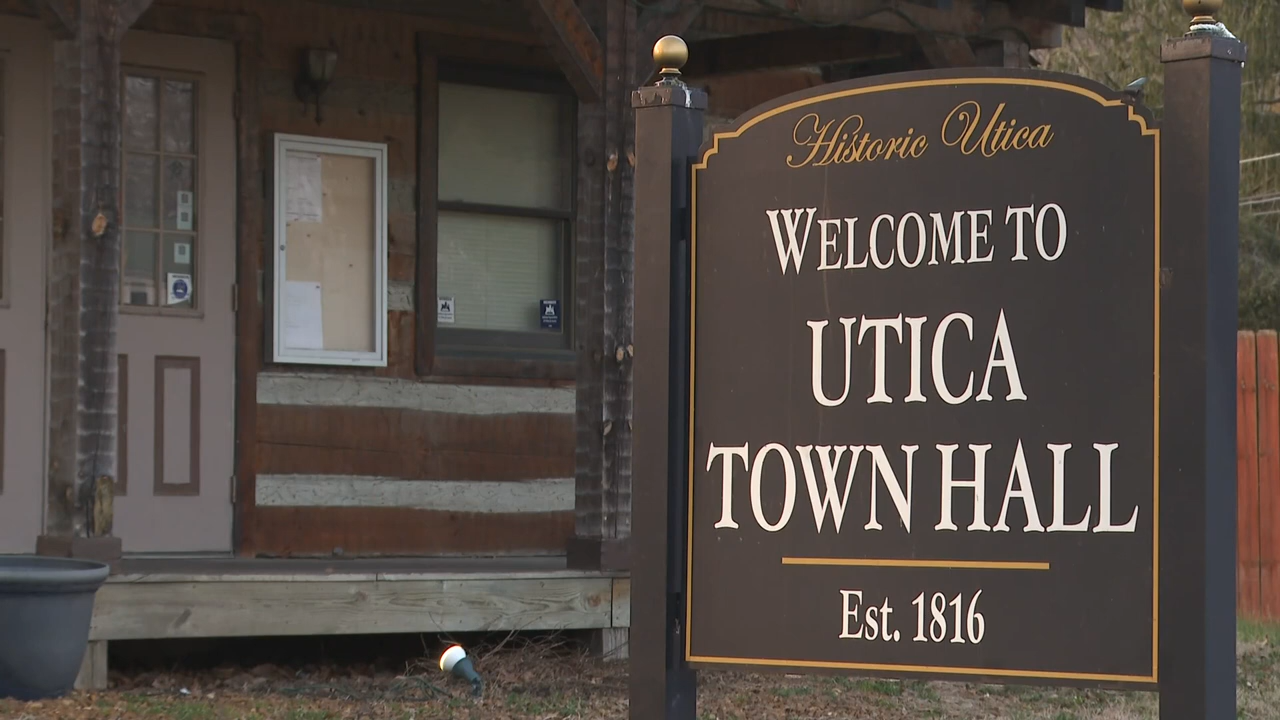 Historic Utica
WELCOME TO
UTICA
TOWN HALL
Est. 1816